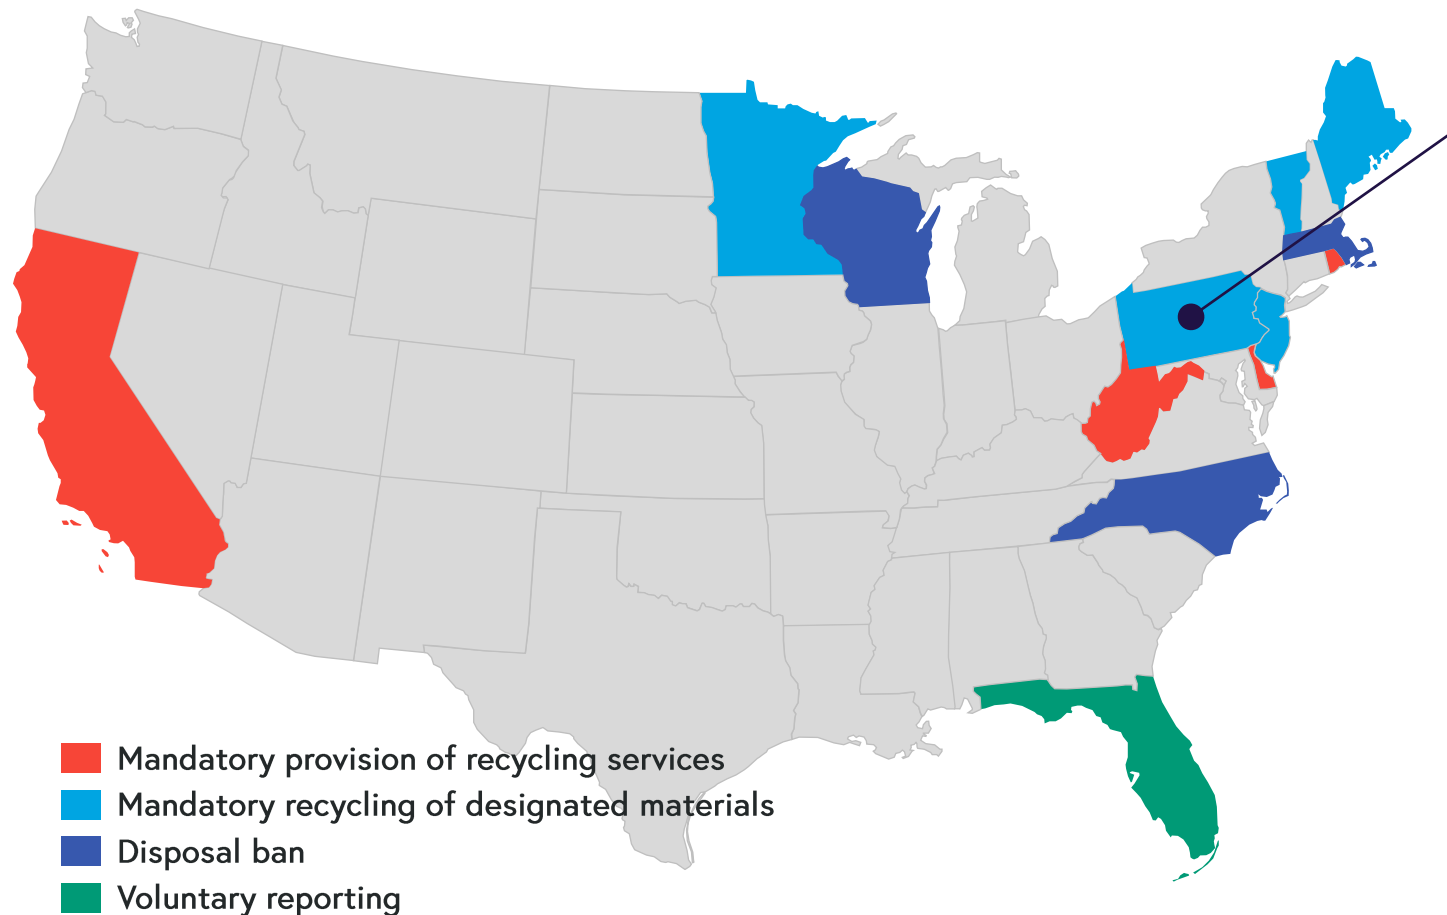 Mandatory provision of recycling services
Mandatory recycling of designated materials
Disposal ban
Voluntary reporting